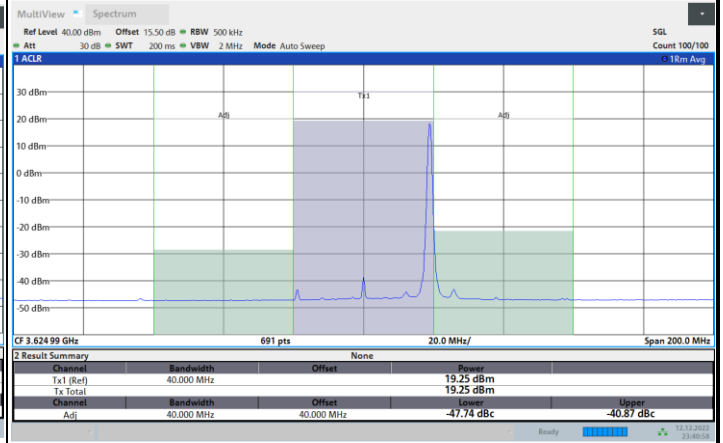 MultiView Spectrum
Ref Level 40.00 dBm Offset 15.50 dB RBW 500 kHz SGL
Att 30 dB SWT 200 ms VBW 2 MHz Mode Auto Sweep Count 100/100
1 ACLR 1Rm Avg
Tx1
Adj Adj
30 dBm
20 dBm
10 dBm
0 dBm
-10 dBm
-20 dBm
-30 dBm
-40 dBm
-50 dBm
CF 3.624 99 GHz 691 pts 20.0 MHz/ Span 200.0 MHz
2 Result Summary None
Channel Bandwidth Offset Power
Tx1 (Ref) 40.000 MHz 19.25 dBm
Tx Total 19.25 dBm
Channel Bandwidth Offset Lower Upper
Adj 40.000 MHz 40.000 MHz -47.74 dBc -40.87 dBc
Ready 12.12.2022
23:40:58